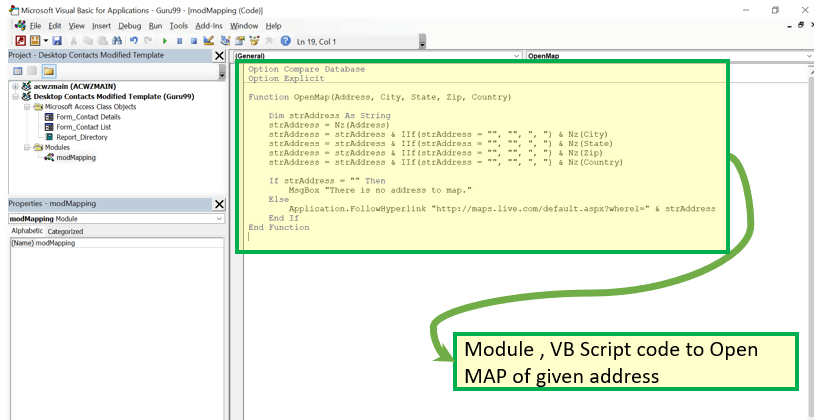 Microsoft Visual Basic for Applications - Guru99 - [modMapping (Code)]
File Edit View Insert Debug Run Tools Add-Ins Window Help
Ln 19, Col 1
Project - Desktop Contacts Modified Template
(General) OpenMap
acwzmain (ACWZMAIN)
Desktop Contacts Modified Template (Guru99)
Microsoft Access Class Objects
Form_Contact Details
Form_Contact List
Report_Directory
Modules
modMapping
Properties - modMapping
modMapping Module
Alphabetic Categorized
(Name) modMapping
Option Compare Database
Option Explicit
Function OpenMap(Address, City, State, Zip, Country)
Dim strAddress As String
strAddress = Nz(Address)
strAddress = strAddress & IIf(strAddress = "", "", ", ") & Nz(City)
strAddress = strAddress & IIf(strAddress = "", "", ", ") & Nz(State)
strAddress = strAddress & IIf(strAddress = "", "", ", ") & Nz(Zip)
strAddress = strAddress & IIf(strAddress = "", "", ", ") & Nz(Country)
If strAddress = "" Then
MsgBox "There is no address to map."
Else
Application.FollowHyperlink "http://maps.live.com/default.aspx?where1=" & strAddress
End If
End Function
Module , VB Script code to Open
MAP of given address